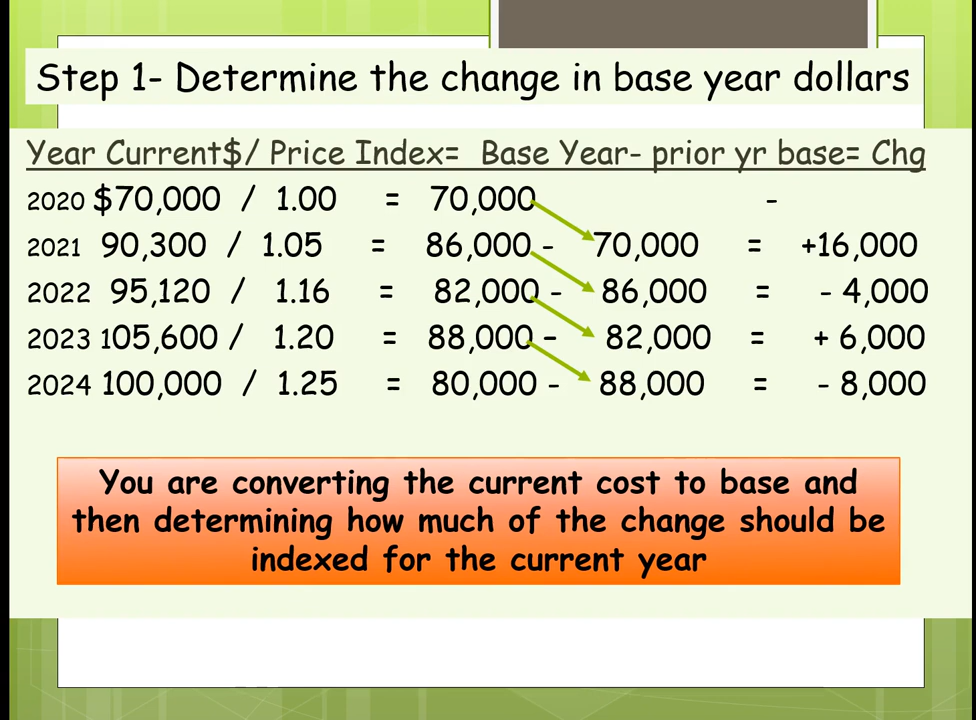 Step 1- Determine the change in base year dollars
Year Current$/ Price Index= Base Year- prior yr base= Chg
2020 $70,000 / 1.00 = 70,000 -
2021 90,300 / 1.05 = 86,000 - 70,000 = +16,000
2022 95,120 / 1.16 = 82,000 - 86,000 = - 4,000
2023 105,600 / 1.20 = 88,000 – 82,000 = + 6,000
2024 100,000 / 1.25 = 80,000 - 88,000 = - 8,000
You are converting the current cost to base and
then determining how much of the change should be
indexed for the current year